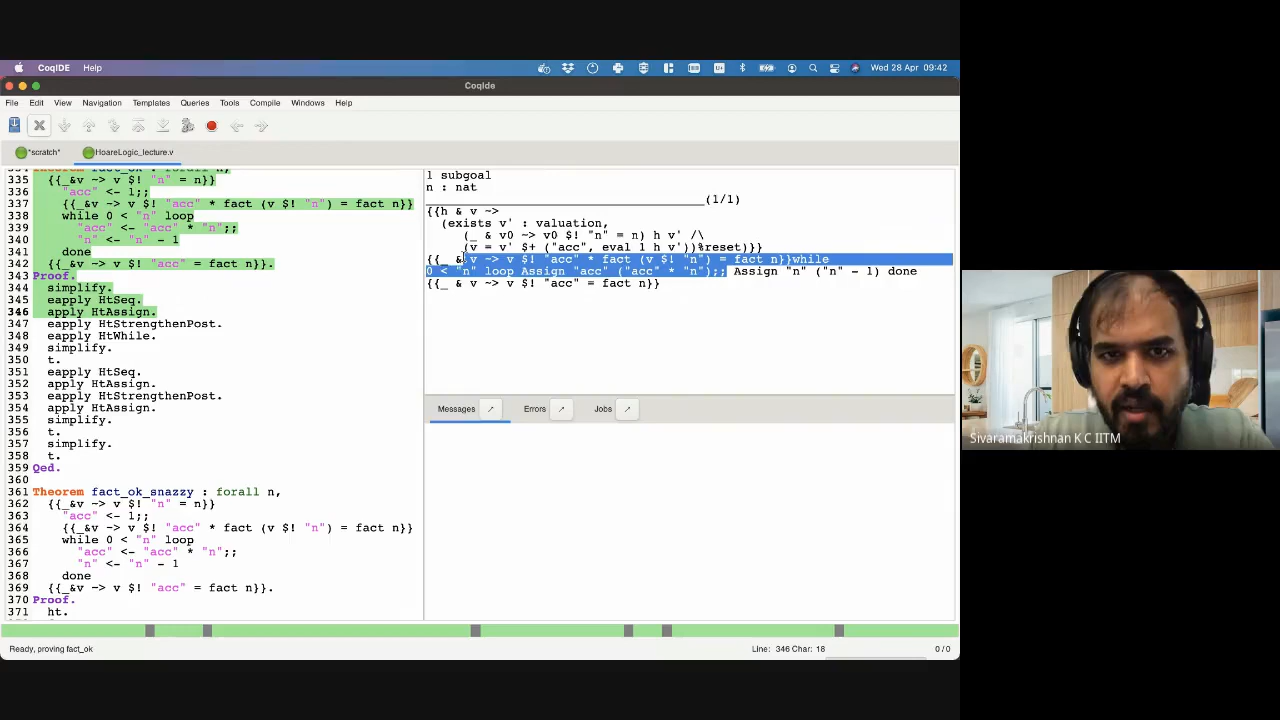 CoqIDE Help
Wed 28 Apr 09:42
CoqIde
File Edit View Navigation Templates Queries Tools Compile Windows Help
*scratch*
HoareLogic_lecture.v
334 Theorem fact_ok : forall n,
335 {{_&v ~> v $! "n" = n}}
336 "acc" <- 1;;
337 {{_&v ~> v $! "acc" * fact (v $! "n") = fact n}}
338 while 0 < "n" loop
339 "acc" <- "acc" * "n";;
340 "n" <- "n" - 1
341 done
342 {{_&v ~> v $! "acc" = fact n}}.
343 Proof.
344 simplify.
345 eapply HtSeq.
346 apply HtAssign.
347 eapply HtStrengthenPost.
348 eapply HtWhile.
349 simplify.
350 t.
351 eapply HtSeq.
352 apply HtAssign.
353 eapply HtStrengthenPost.
354 apply HtAssign.
355 simplify.
356 t.
357 simplify.
358 t.
359 Qed.
360
361 Theorem fact_ok_snazzy : forall n,
362 {{_&v ~> v $! "n" = n}}
363 "acc" <- 1;;
364 {{_&v ~> v $! "acc" * fact (v $! "n") = fact n}}
365 while 0 < "n" loop
366 "acc" <- "acc" * "n";;
367 "n" <- "n" - 1
368 done
369 {{_&v ~> v $! "acc" = fact n}}.
370 Proof.
371 ht.
1 subgoal
n : nat
______________________________________(1/1)
{{h & v ~>
(exists v' : valuation,
(_ & v0 ~> v0 $! "n" = n) h v' /\
(v = v' $+ ("acc", eval 1 h v'))%reset)}}
{{_ & v ~> v $! "acc" * fact (v $! "n") = fact n}}while
0 < "n" loop Assign "acc" ("acc" * "n");; Assign "n" ("n" - 1) done
{{_ & v ~> v $! "acc" = fact n}}
Messages
Errors
Jobs
Sivaramakrishnan K C IITM
Ready, proving fact_ok
Line: 346 Char: 18
0 / 0